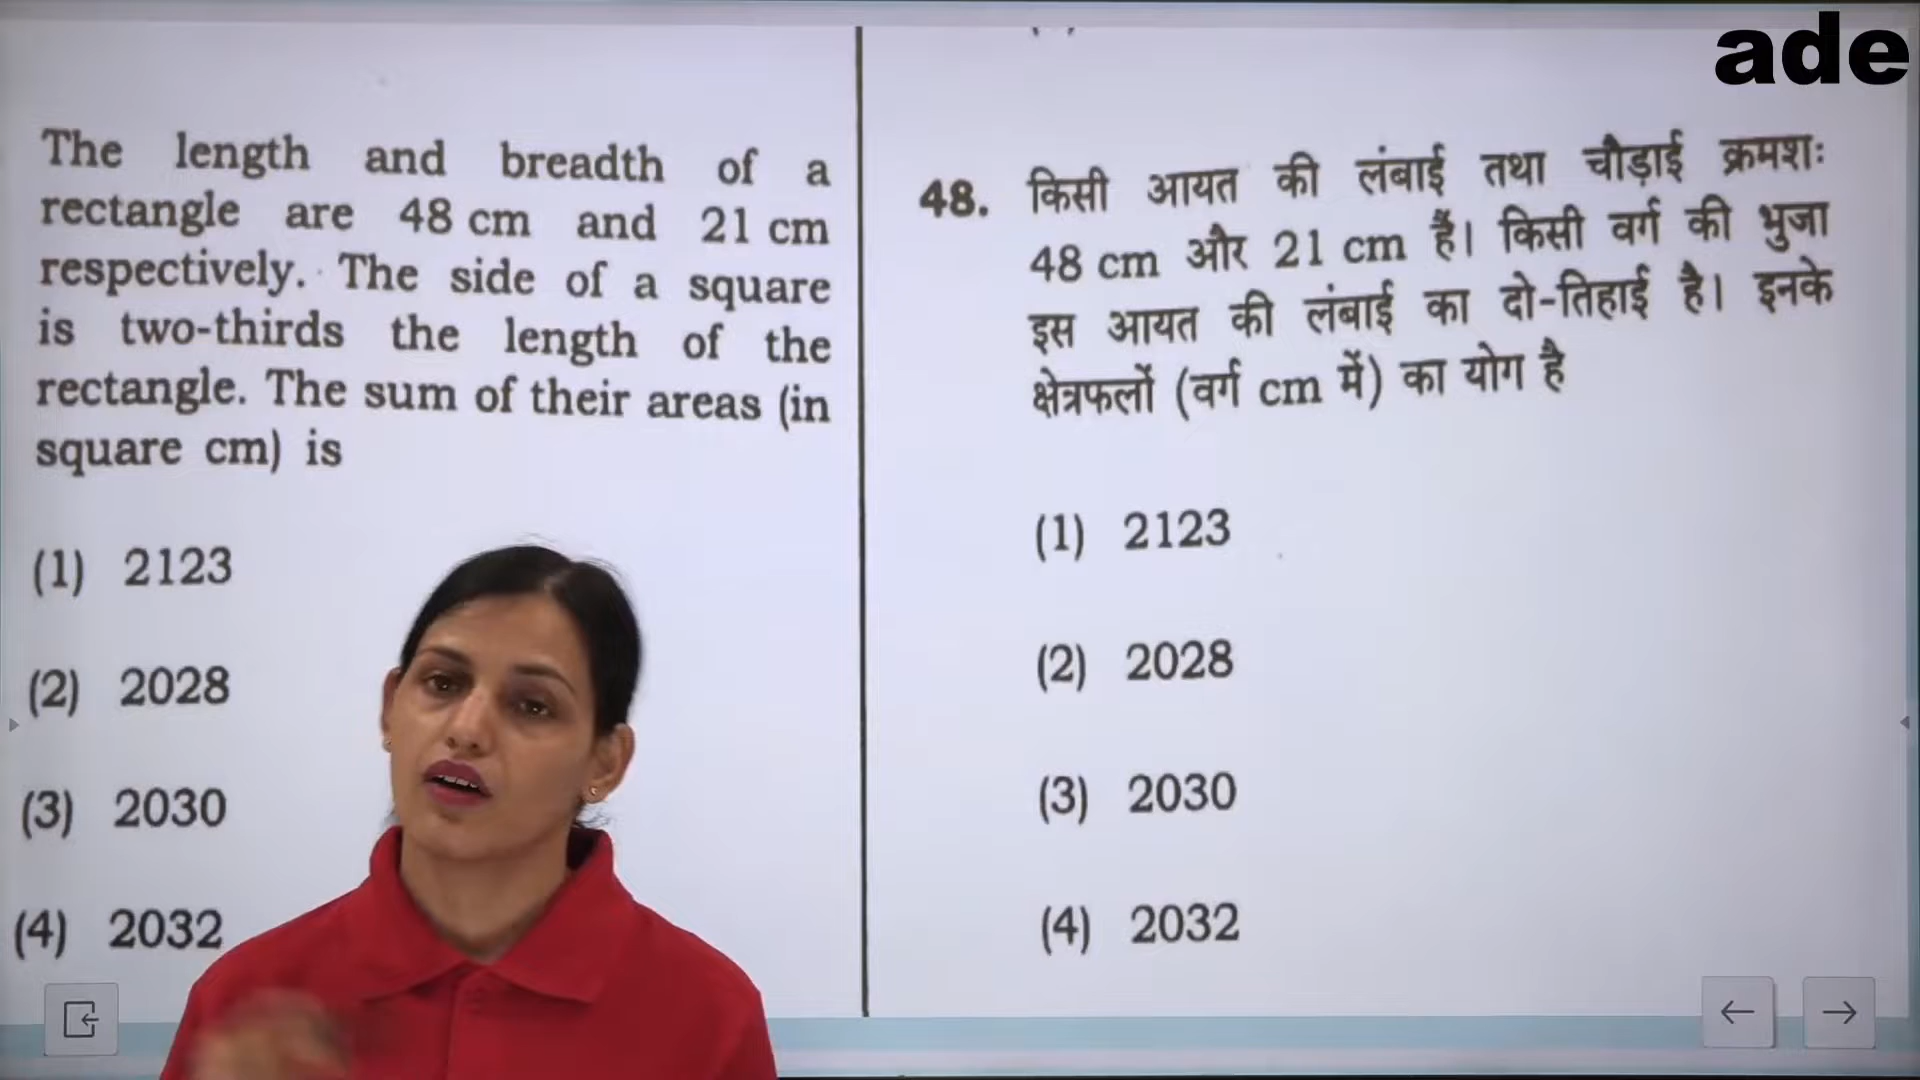 ade
The length and breadth of a
rectangle are 48 cm and 21 cm
respectively. The side of a square
is two-thirds the length of the
rectangle. The sum of their areas (in
square cm) is
(1) 2123
(2) 2028
(3) 2030
(4) 2032
48. किसी आयत की लंबाई तथा चौड़ाई क्रमशः
48 cm और 21 cm हैं। किसी वर्ग की भुजा
इस आयत की लंबाई का दो-तिहाई है। इनके
क्षेत्रफलों (वर्ग cm में) का योग है
(1) 2123
(2) 2028
(3) 2030
(4) 2032